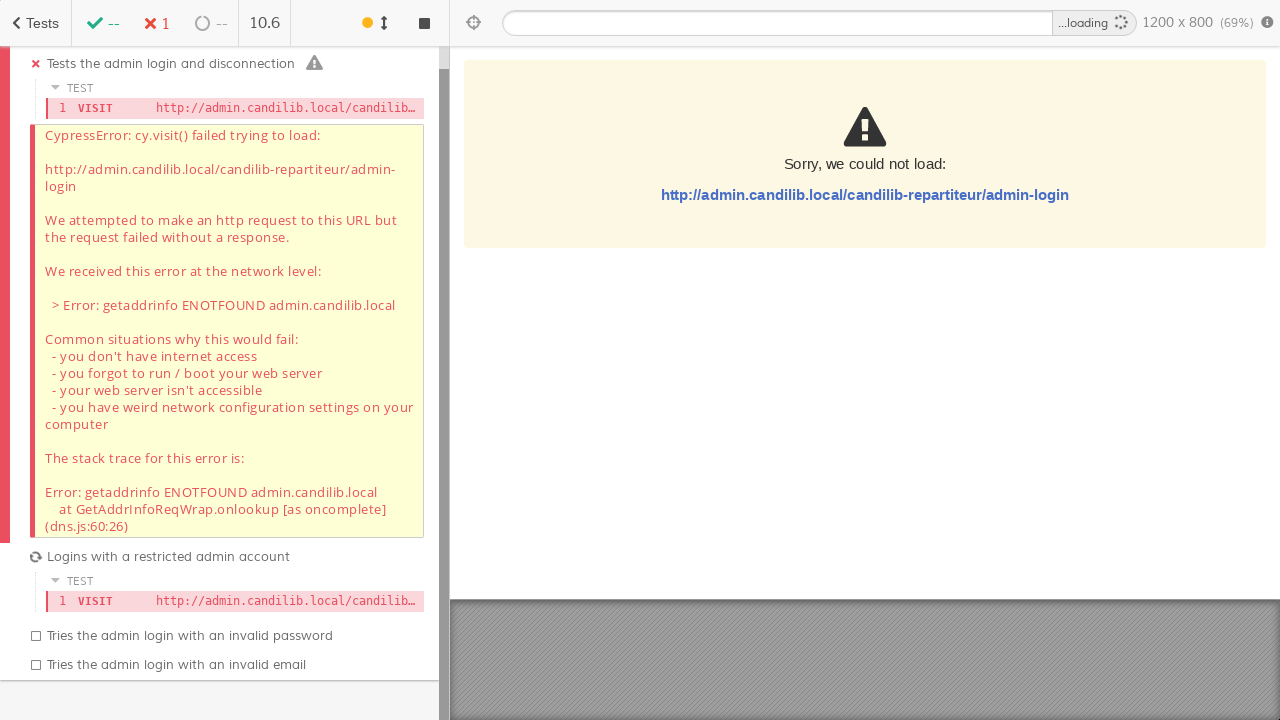 Tests
--
1
--
10.6
...loading
1200 x 800 (69%)
Tests the admin login and disconnection
TEST
1 VISIT http://admin.candilib.local/candilib…
CypressError: cy.visit() failed trying to load:
http://admin.candilib.local/candilib-repartiteur/admin-
login
We attempted to make an http request to this URL but
the request failed without a response.
We received this error at the network level:
> Error: getaddrinfo ENOTFOUND admin.candilib.local
Common situations why this would fail:
- you don't have internet access
- you forgot to run / boot your web server
- your web server isn't accessible
- you have weird network configuration settings on your
computer
The stack trace for this error is:
Error: getaddrinfo ENOTFOUND admin.candilib.local
at GetAddrInfoReqWrap.onlookup [as oncomplete]
(dns.js:60:26)
Logins with a restricted admin account
TEST
1 VISIT http://admin.candilib.local/candilib…
Tries the admin login with an invalid password
Tries the admin login with an invalid email
Sorry, we could not load:
http://admin.candilib.local/candilib-repartiteur/admin-login